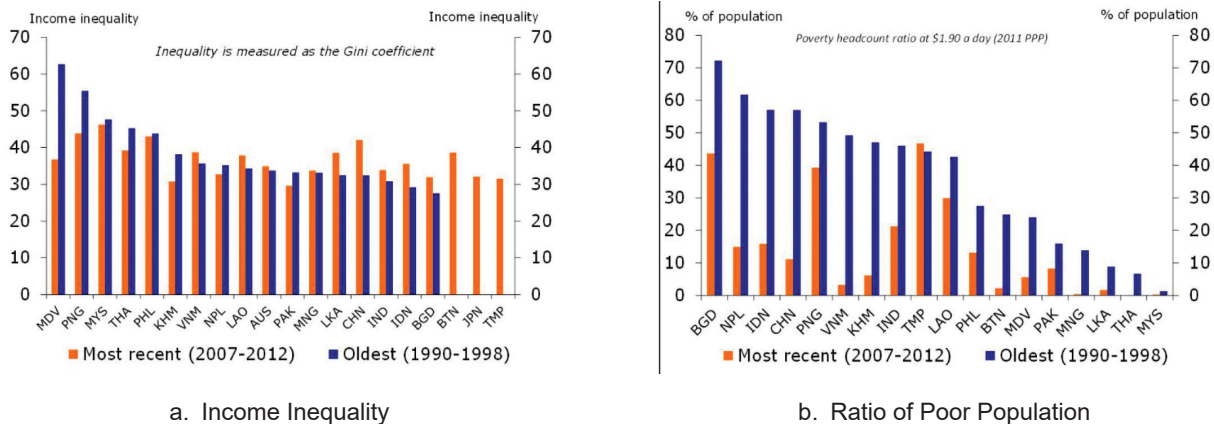 Income inequality
Income inequality
70
60
50
40
30
20
10
0
70
60
50
40
30
20
10
0
Inequality is measured as the Gini coefficient
MDV PNG MYS THA PHL KHM VNM NPL LAO AUS PAK MNG LKA CHN IND IDN BGD BTN JPN TMP
Most recent (2007-2012) Oldest (1990-1998)
a. Income Inequality
% of population
% of population
80
70
60
50
40
30
20
10
0
80
70
60
50
40
30
20
10
0
Poverty headcount ratio at $1.90 a day (2011 PPP)
BGD NPL IDN CHN PNG VNM KHM IND TMP LAO PHL BTN MDV PAK MNG LKA THA MYS
Most recent (2007-2012) Oldest (1990-1998)
b. Ratio of Poor Population